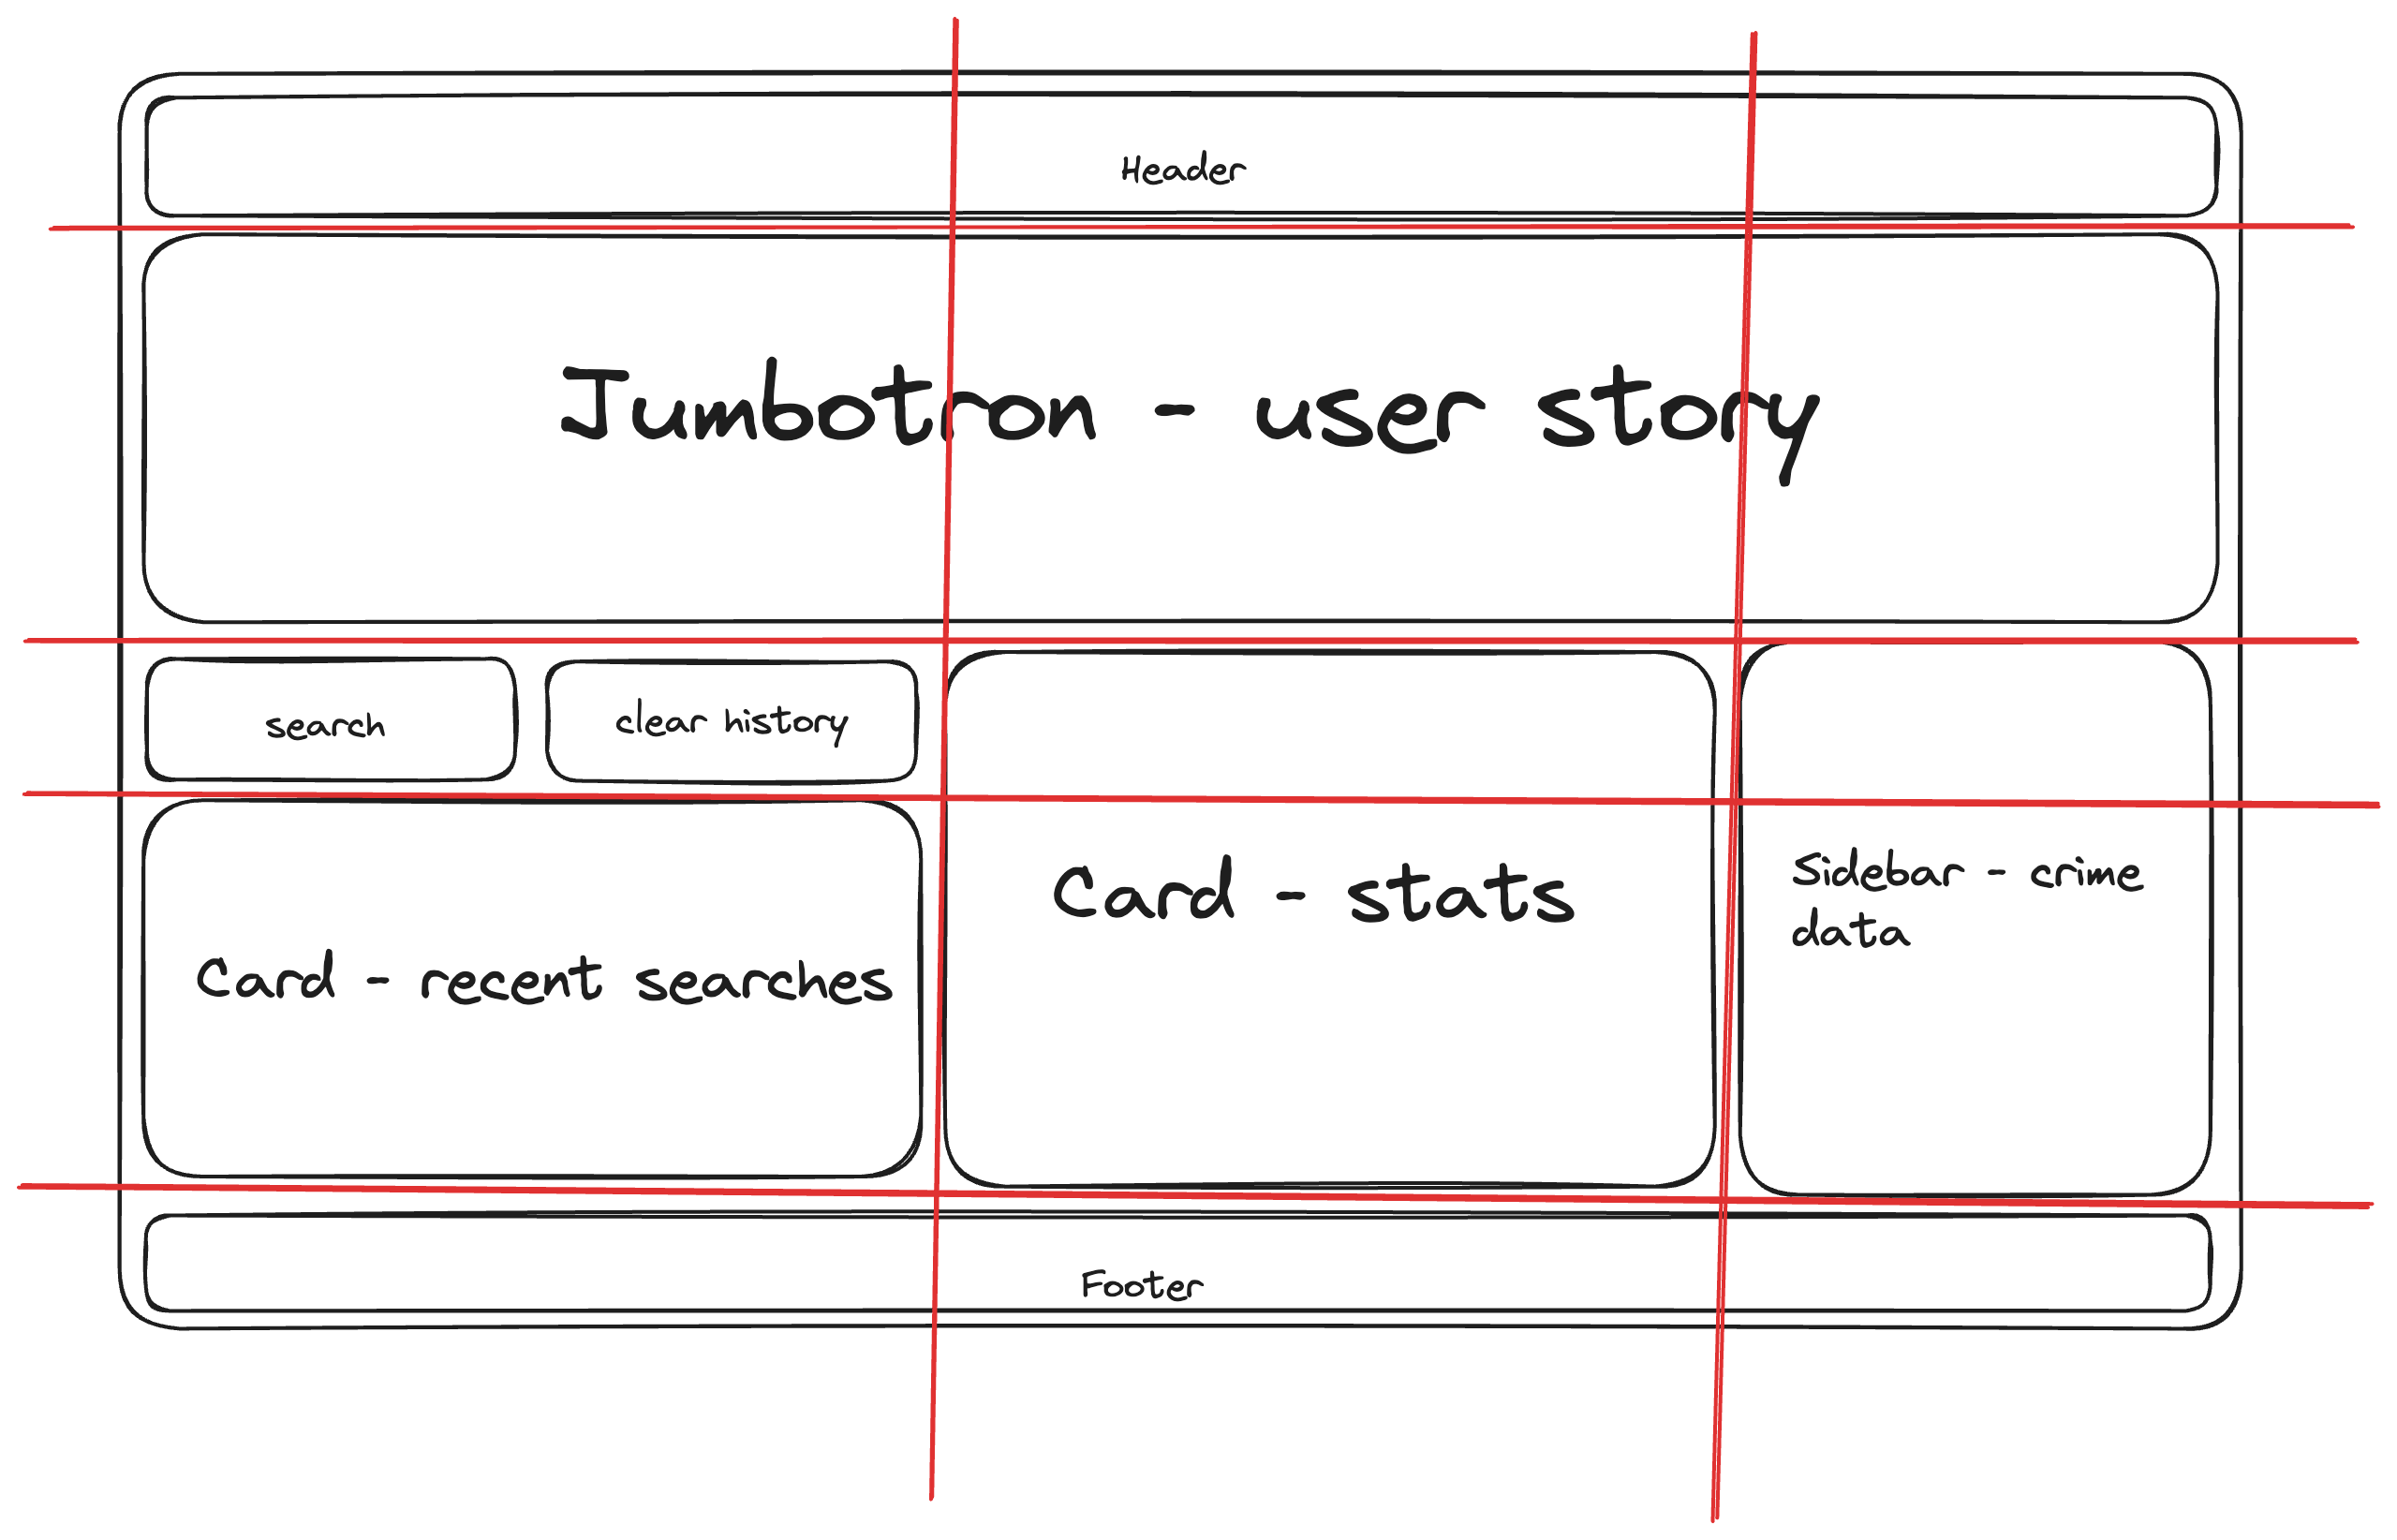 Header
Jumbotron - user story
search
clear history
Card - stats
Sidebar - crime
data
Card - recent searches
Footer